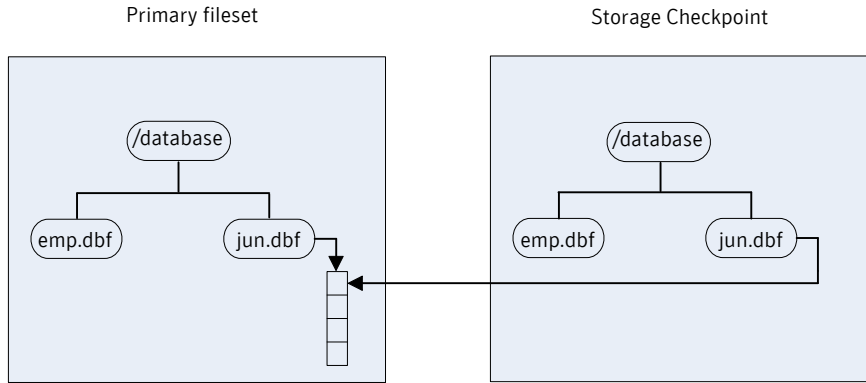 Primary fileset
Storage Checkpoint
/database
/database
emp.dbf
jun.dbf
emp.dbf
jun.dbf